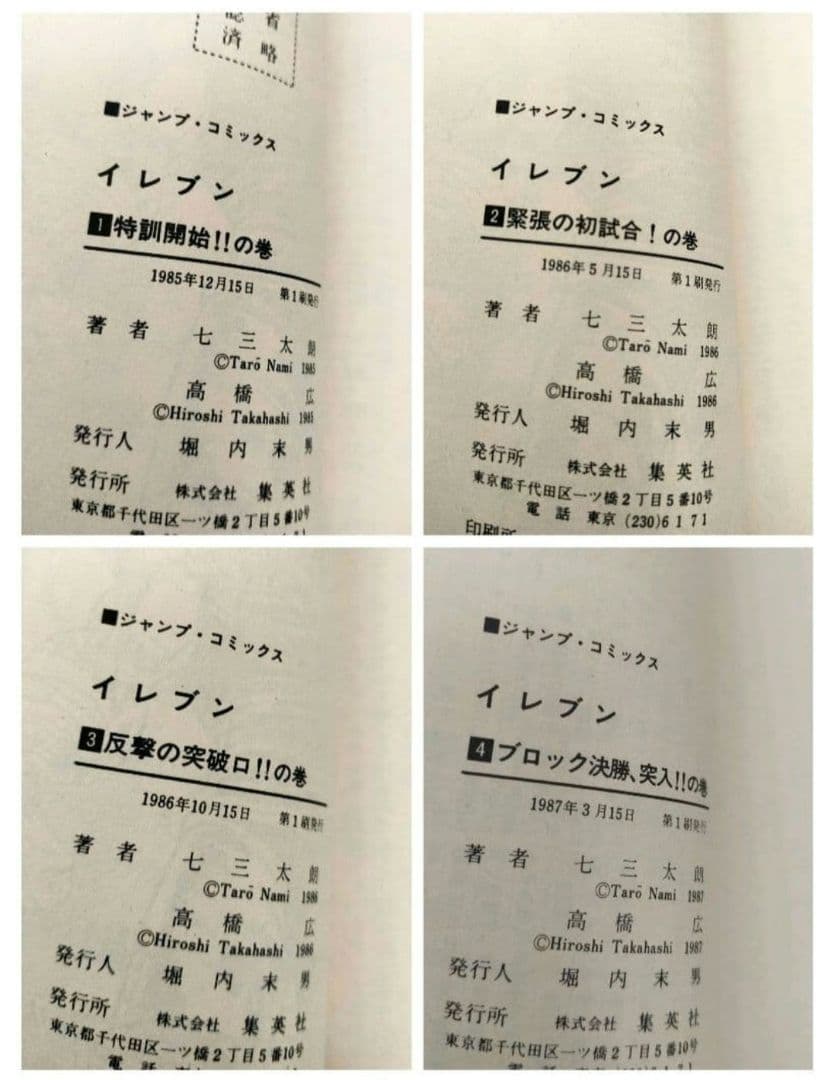 者
認
済 略
■ジャンプ・コミックス
イレブン
1特訓開始!!の巻
1985年12月15日 第1刷発行
著者 七三太朗
©Tarō Nami 1985
高橋広
©Hiroshi Takahashi 1985
発行人 堀内末男
発行所 株式会社 集英社
東京都千代田区一ツ橋2丁目5番10号
■ジャンプ・コミックス
イレブン
2緊張の初試合!の巻
1986年5月15日 第1刷発行
著者 七三太朗
©Tarō Nami 1986
高橋広
©Hiroshi Takahashi 1986
発行人 堀内末男
発行所 株式会社 集英社
東京都千代田区一ツ橋2丁目5番10号
電話 東京 (230)6171
印刷所
■ジャンプ・コミックス
イレブン
3反撃の突破口!!の巻
1986年10月15日 第1刷発行
著者 七三太朗
©Tarō Nami 1986
高橋広
©Hiroshi Takahashi 1986
発行人 堀内末男
発行所 株式会社 集英社
東京都千代田区一ツ橋2丁目5番10号
電話
■ジャンプ・コミックス
イレブン
4ブロック決勝、突入!!の巻
1987年3月15日 第1刷発行
著者 七三太朗
©Tarō Nami 1987
高橋広
©Hiroshi Takahashi 1987
発行人 堀内末男
発行所 株式会社 集英社
東京都千代田区一ツ橋2丁目5番10号